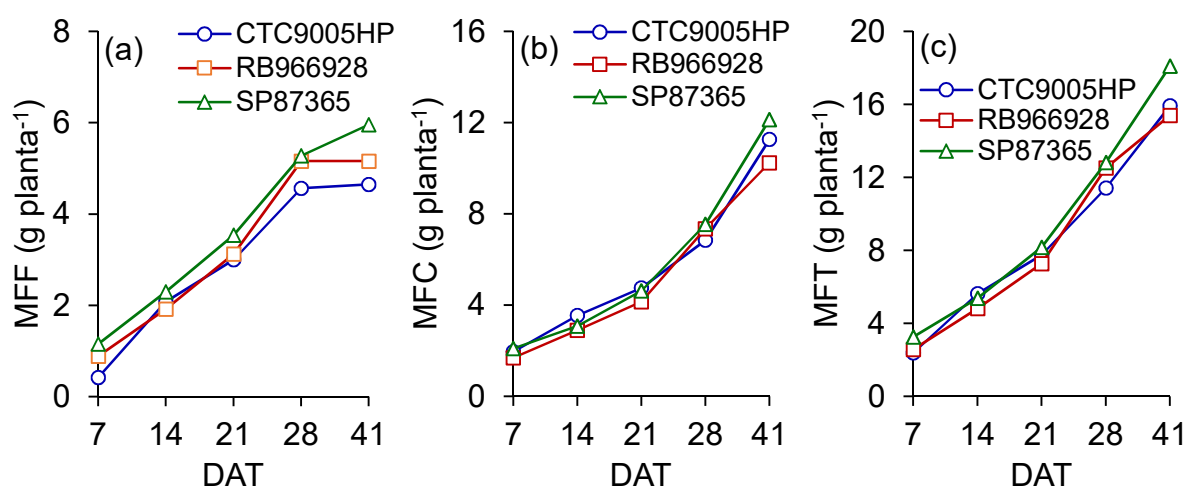 (a)
CTC9005HP
RB966928
SP87365
8
6
4
2
0
MFF (g planta⁻¹)
7 14 21 28 41
DAT
(b)
CTC9005HP
RB966928
SP87365
16
12
8
4
0
MFC (g planta⁻¹)
7 14 21 28 41
DAT
(c)
CTC9005HP
RB966928
SP87365
20
16
12
8
4
0
MFT (g planta⁻¹)
7 14 21 28 41
DAT